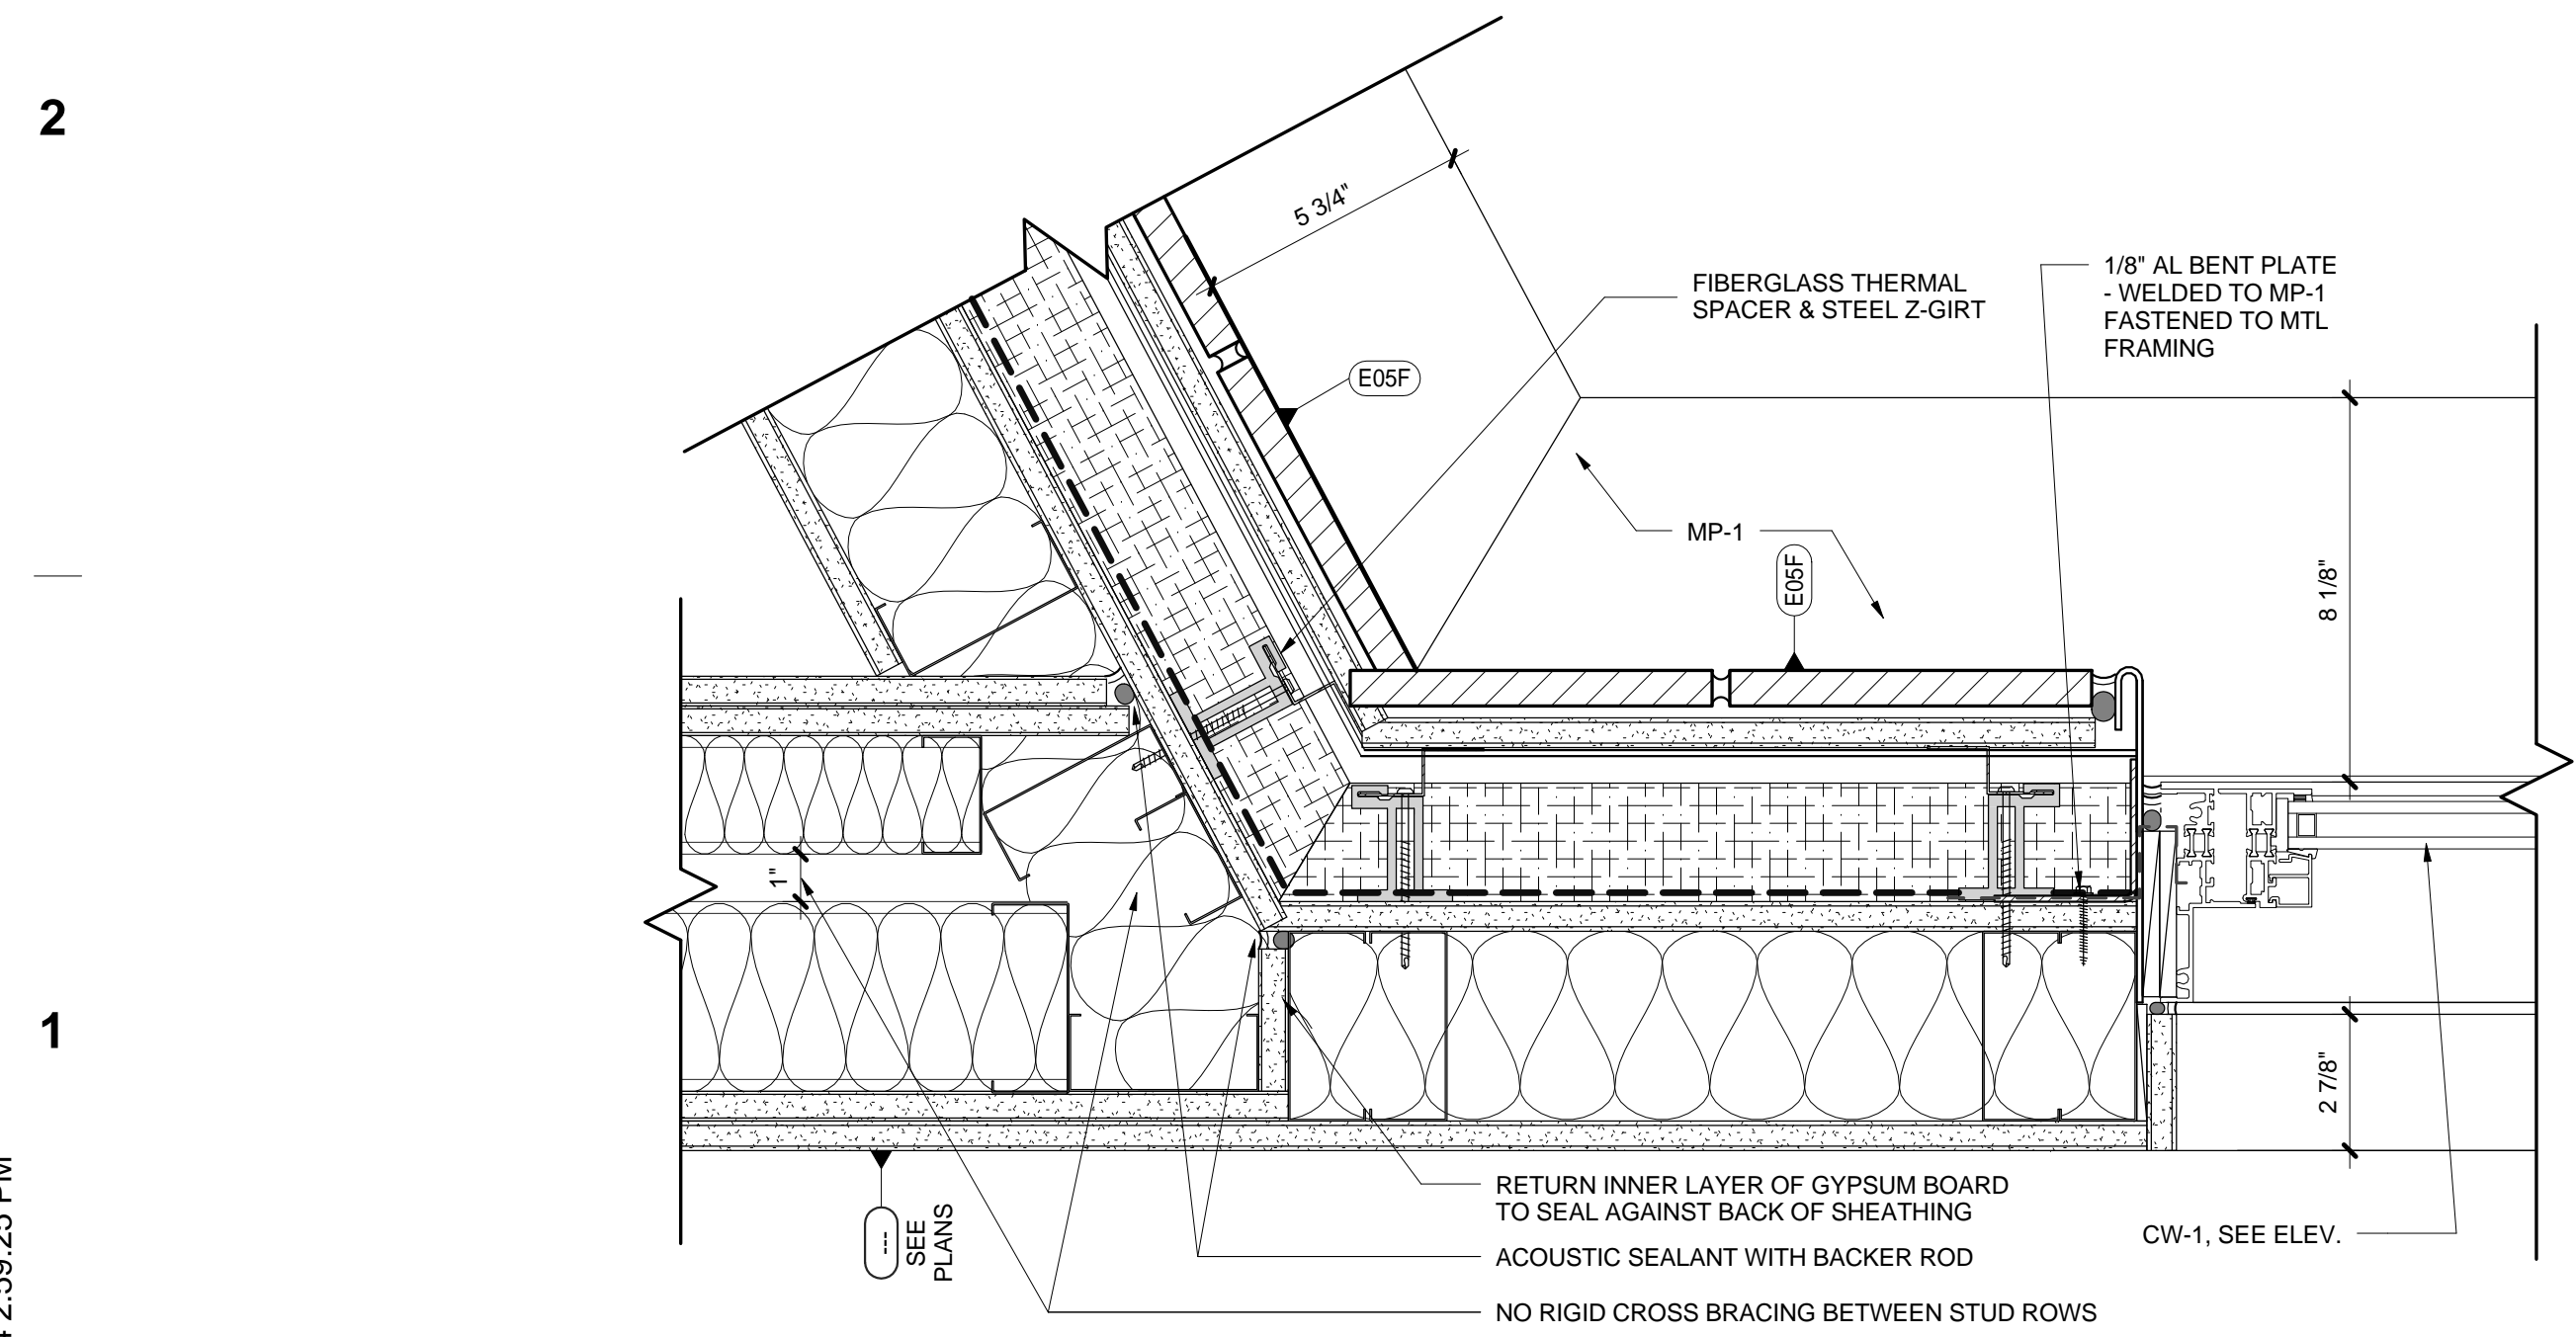 2
5 3/4"
FIBERGLASS THERMAL
SPACER & STEEL Z-GIRT
1/8" AL BENT PLATE
- WELDED TO MP-1
FASTENED TO MTL
FRAMING
E05F
MP-1
E05F
8 1/8"
1"
1
2 7/8"
RETURN INNER LAYER OF GYPSUM BOARD
TO SEAL AGAINST BACK OF SHEATHING
---
SEE
PLANS
CW-1, SEE ELEV.
ACOUSTIC SEALANT WITH BACKER ROD
NO RIGID CROSS BRACING BETWEEN STUD ROWS